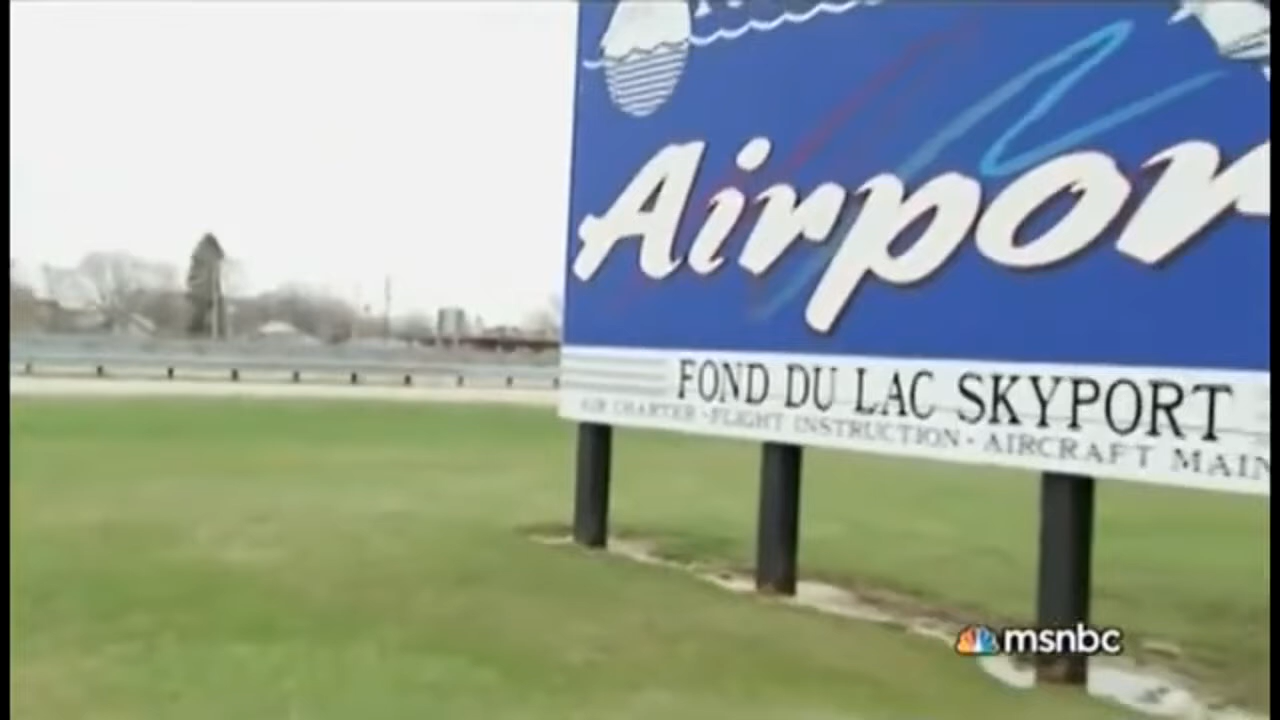 Airpor
FOND DU LAC SKYPORT
AIR CHARTER · FLIGHT INSTRUCTION · AIRCRAFT MAIN
msnbc